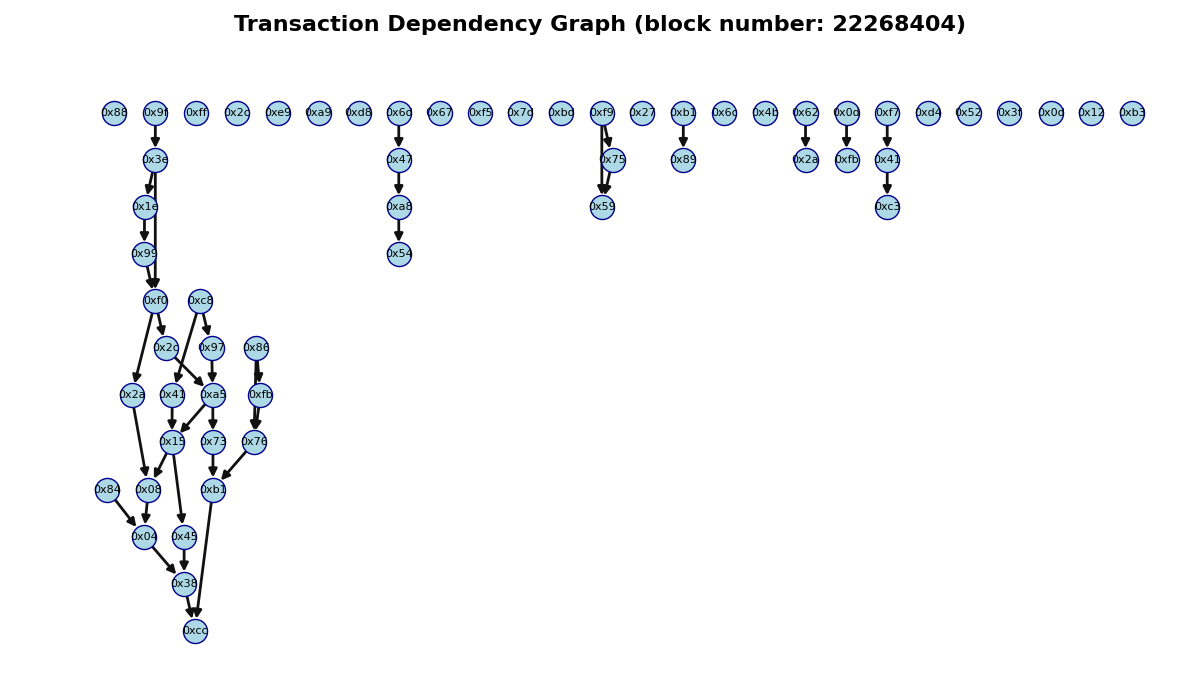 Transaction Dependency Graph (block number: 22268404)
0x88 0x9f 0xff 0x2c 0xe9 0xa9 0xd8 0x6d 0x67 0xf5 0x7d 0xbd 0xf9 0x27 0xb1 0x6c 0x4b 0x62 0x0d 0xf7 0xd4 0x52 0x3f 0x0d 0x12 0xb3
0x3e 0x47 0x75 0x89 0x2a 0xfb 0x41
0x1e 0xa8 0x59 0xc3
0x99 0x54
0xf0 0xc8
0x2c 0x97 0x86
0x2a 0x41 0xa5 0xfb
0x15 0x73 0x76
0x84 0x08 0xb1
0x04 0x45
0x38
0xcc